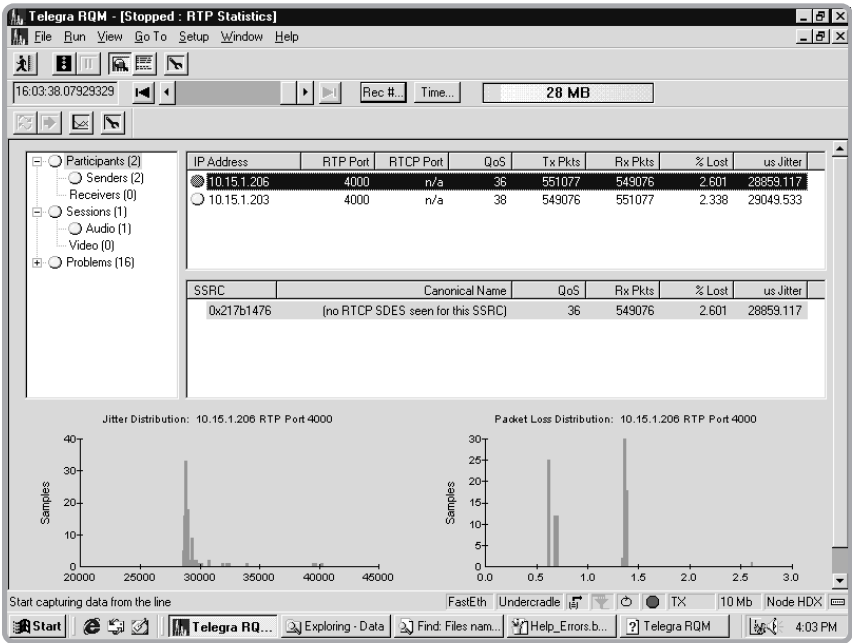 Telegra RQM - [Stopped : RTP Statistics]
File Run View Go To Setup Window Help
16:03:38.07929329 Rec #... Time... 28 MB
Participants (2)
Senders (2)
Receivers (0)
Sessions (1)
Audio (1)
Video (0)
Problems (16)
IP Address RTP Port RTCP Port QoS Tx Pkts Rx Pkts % Lost us Jitter
10.15.1.206 4000 n/a 36 551077 549076 2.601 28859.117
10.15.1.203 4000 n/a 38 549076 551077 2.338 29049.533
SSRC Canonical Name QoS Rx Pkts % Lost us Jitter
0x217b1476 (no RTCP SDES seen for this SSRC) 36 549076 2.601 28859.117
Jitter Distribution: 10.15.1.206 RTP Port 4000
Samples
40
30
20
10
0
20000 25000 30000 35000 40000 45000
Packet Loss Distribution: 10.15.1.206 RTP Port 4000
Samples
30
25
20
15
10
5
0
0.0 0.5 1.0 1.5 2.0 2.5 3.0
Start capturing data from the line FastEth Undercradle TX 10 Mb Node HDX
Start Telegra RQ... Exploring - Data Find: Files nam... Help_Errors.b... Telegra RQM 4:03 PM